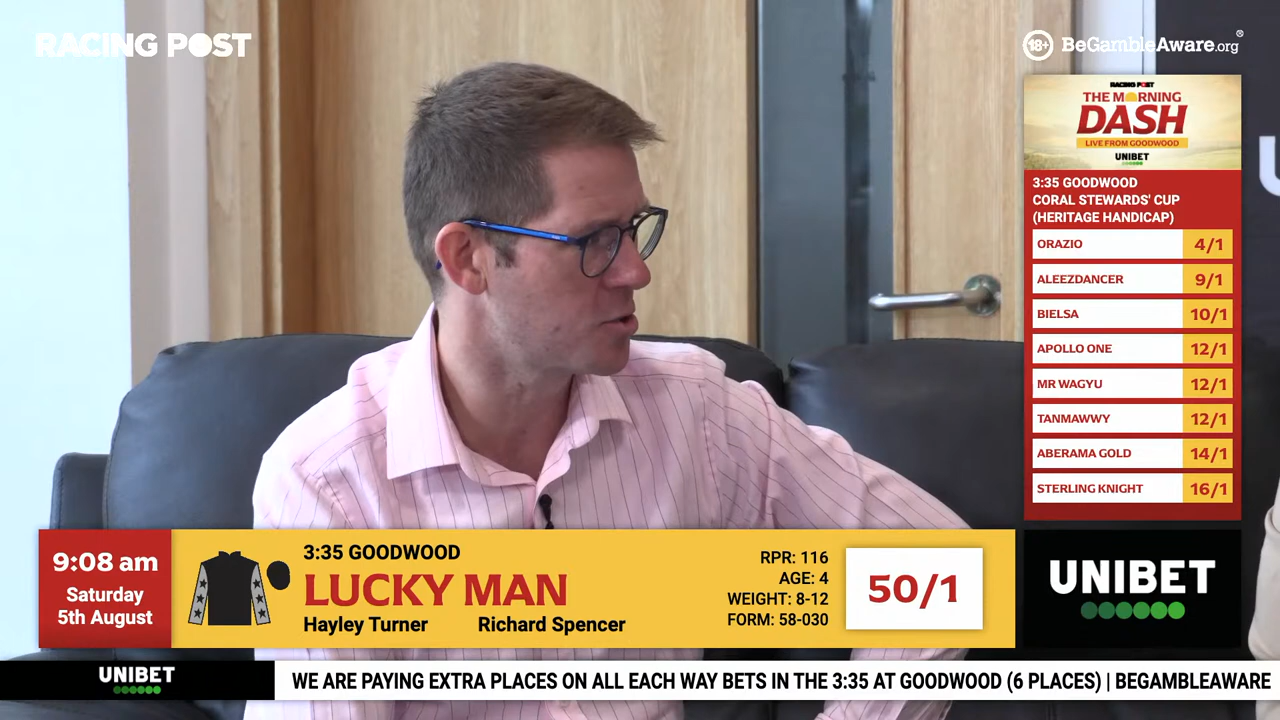 RACING POST
18+ BeGambleAware.org®
RACING POST
THE MORNING
DASH
LIVE FROM GOODWOOD
UNIBET
3:35 GOODWOOD
CORAL STEWARDS' CUP
(HERITAGE HANDICAP)
ORAZIO 4/1
ALEEZDANCER 9/1
BIELSA 10/1
APOLLO ONE 12/1
MR WAGYU 12/1
TANMAWWY 12/1
ABERAMA GOLD 14/1
STERLING KNIGHT 16/1
9:08 am
Saturday
5th August
3:35 GOODWOOD
LUCKY MAN
Hayley Turner Richard Spencer
RPR: 116
AGE: 4
WEIGHT: 8-12
FORM: 58-030
50/1
UNIBET
UNIBET
WE ARE PAYING EXTRA PLACES ON ALL EACH WAY BETS IN THE 3:35 AT GOODWOOD (6 PLACES) | BEGAMBLEAWARE